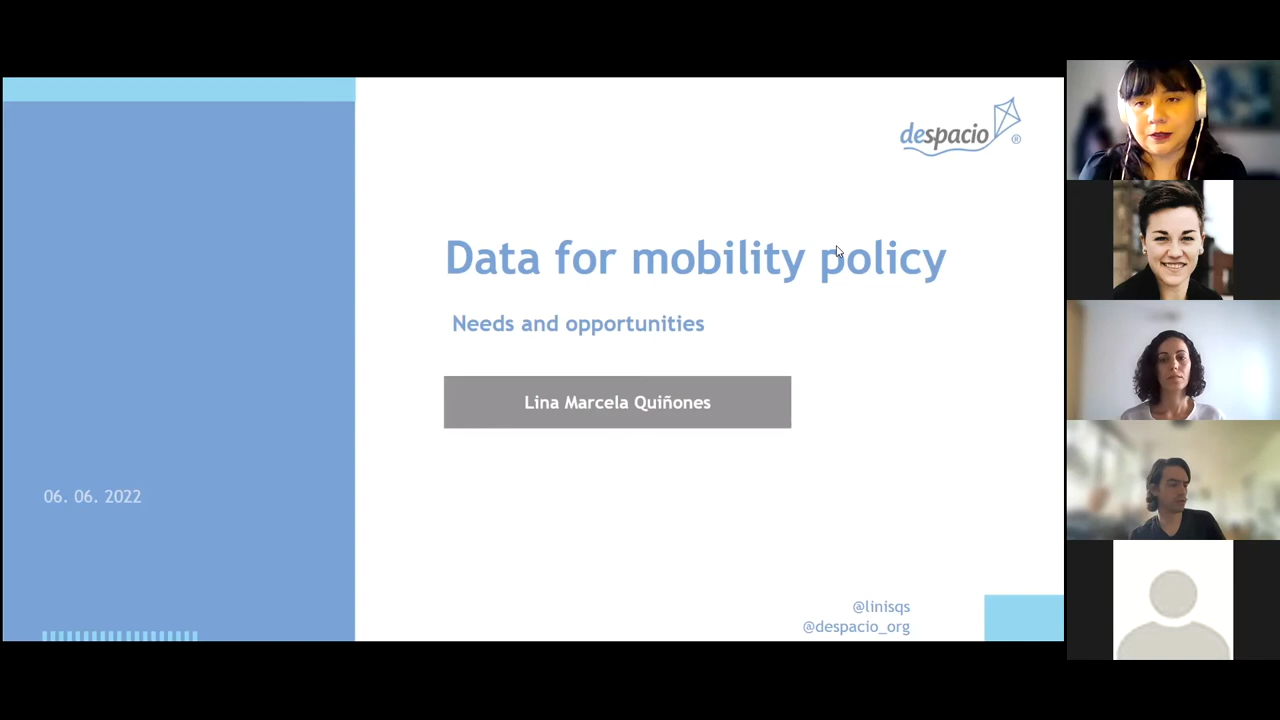 despacio®
Data for mobility policy
Needs and opportunities
Lina Marcela Quiñones
06. 06. 2022
@linisqs
@despacio_org